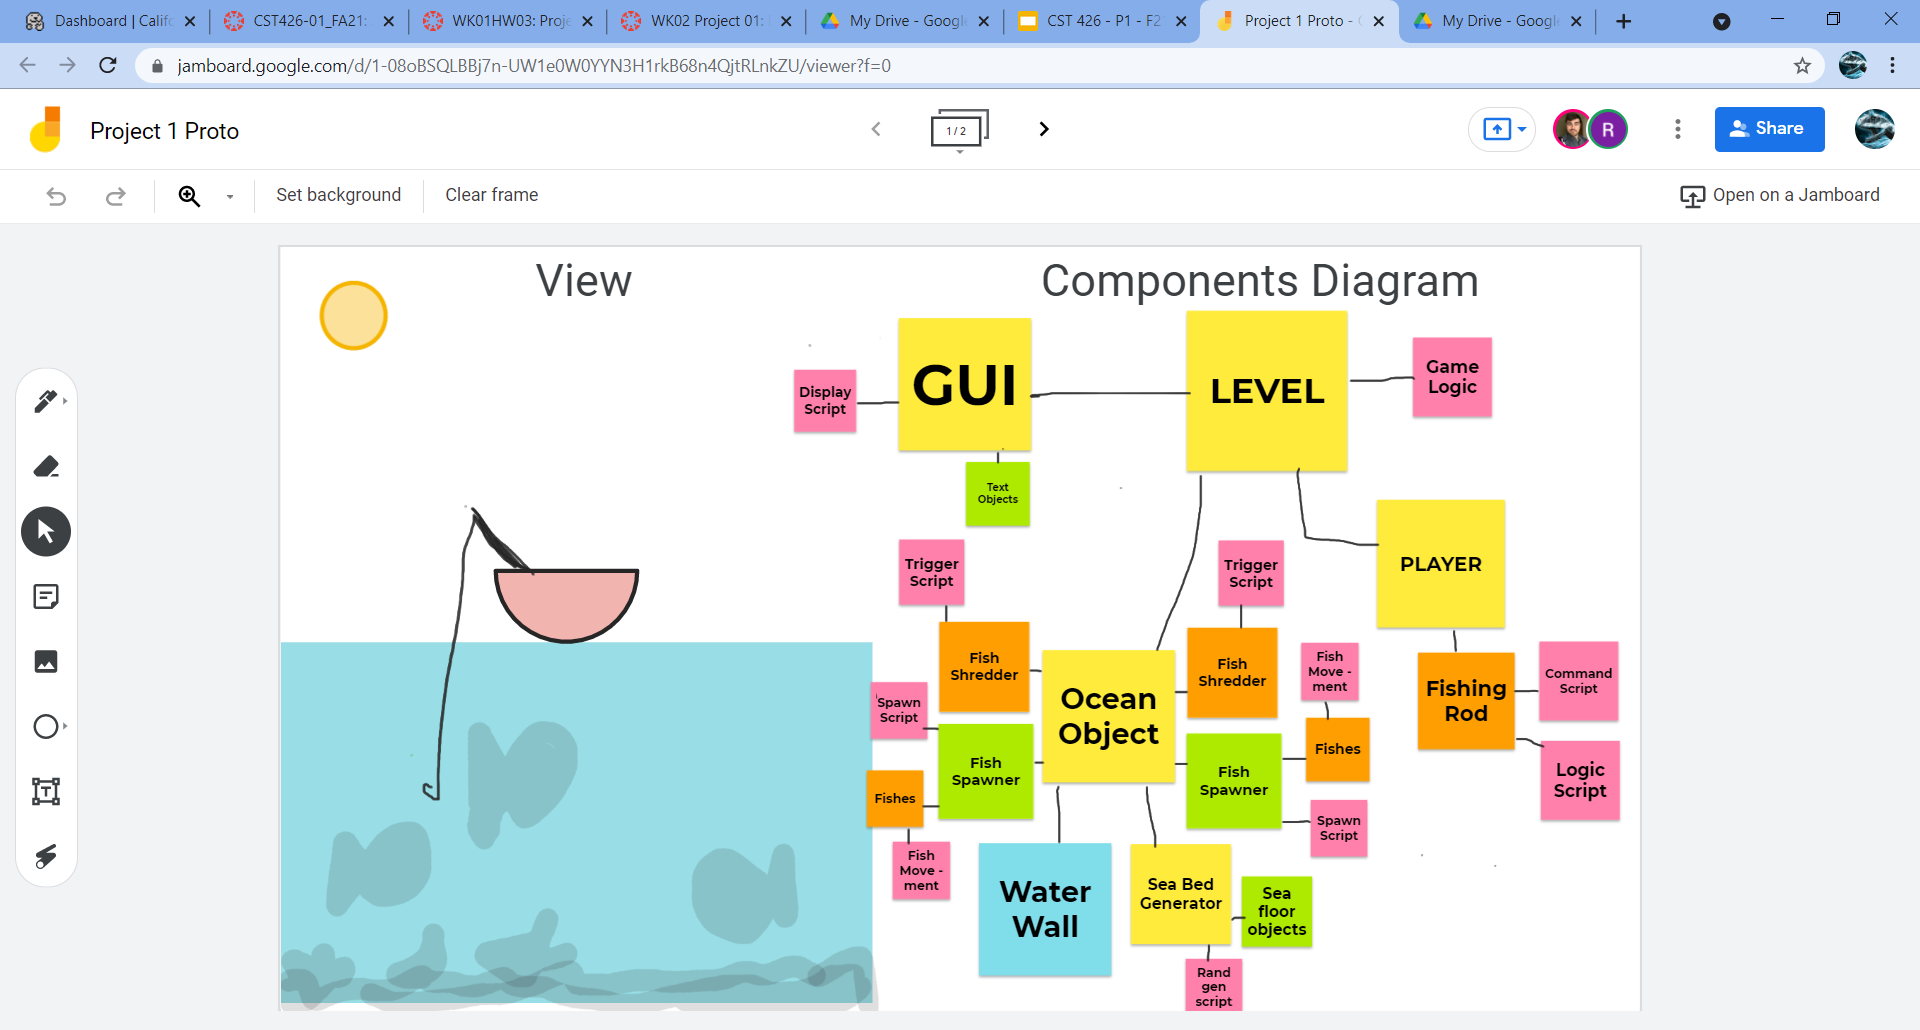 Dashboard | Califo
CST426-01_FA21:
WK01HW03: Proje
WK02 Project 01:
My Drive - Google
CST 426 - P1 - F2
Project 1 Proto -
My Drive - Google
jamboard.google.com/d/1-08oBSQLBBj7n-UW1e0W0YYN3H1rkB68n4QjtRLnkZU/viewer?f=0
Project 1 Proto
1 / 2
R
Share
Set background
Clear frame
Open on a Jamboard
View
Components Diagram
GUI
LEVEL
Game
Logic
Display
Script
Text
Objects
PLAYER
Trigger
Script
Trigger
Script
Fish
Shredder
Fish
Shredder
Fish
Move -
ment
Ocean
Object
Fishing
Rod
Command
Script
Spawn
Script
Fish
Spawner
Fish
Spawner
Fishes
Logic
Script
Fishes
Spawn
Script
Fish
Move -
ment
Water
Wall
Sea Bed
Generator
Sea
floor
objects
Rand
gen
script